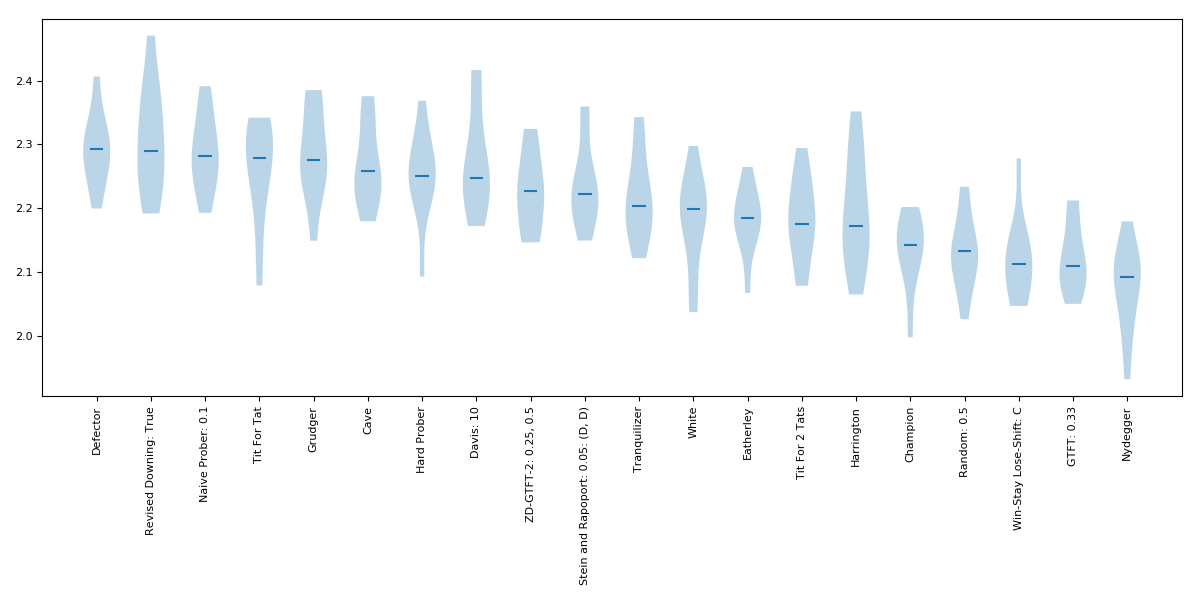 2.4
2.3
2.2
2.1
2.0
Defector
Revised Downing: True
Naive Prober: 0.1
Tit For Tat
Grudger
Cave
Hard Prober
Davis: 10
ZD-GTFT-2: 0.25, 0.5
Stein and Rapoport: 0.05: (D, D)
Tranquilizer
White
Eatherley
Tit For 2 Tats
Harrington
Champion
Random: 0.5
Win-Stay Lose-Shift: C
GTFT: 0.33
Nydegger